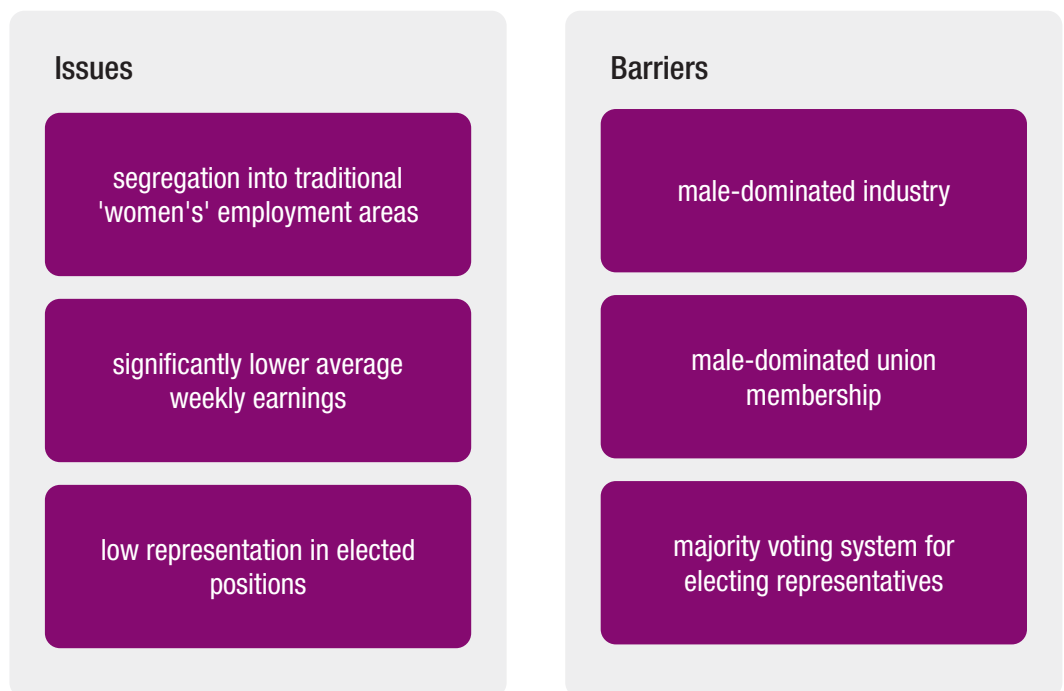 Issues
segregation into traditional
'women's' employment areas
significantly lower average
weekly earnings
low representation in elected
positions
Barriers
male-dominated industry
male-dominated union
membership
majority voting system for
electing representatives